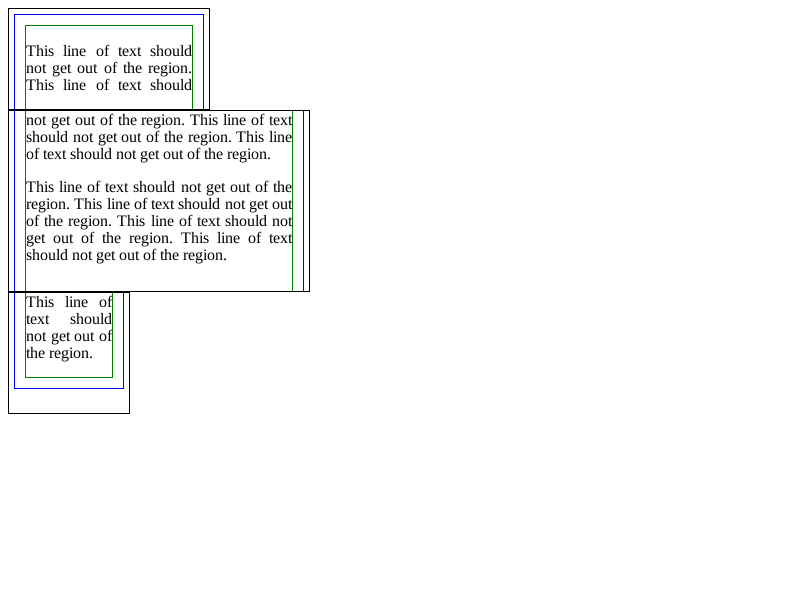 This line of text should
not get out of the region.
This line of text should
not get out of the region. This line of text
should not get out of the region. This line
of text should not get out of the region.
This line of text should not get out of the
region. This line of text should not get out
of the region. This line of text should not
get out of the region. This line of text
should not get out of the region.
This line of
text should
not get out of
the region.